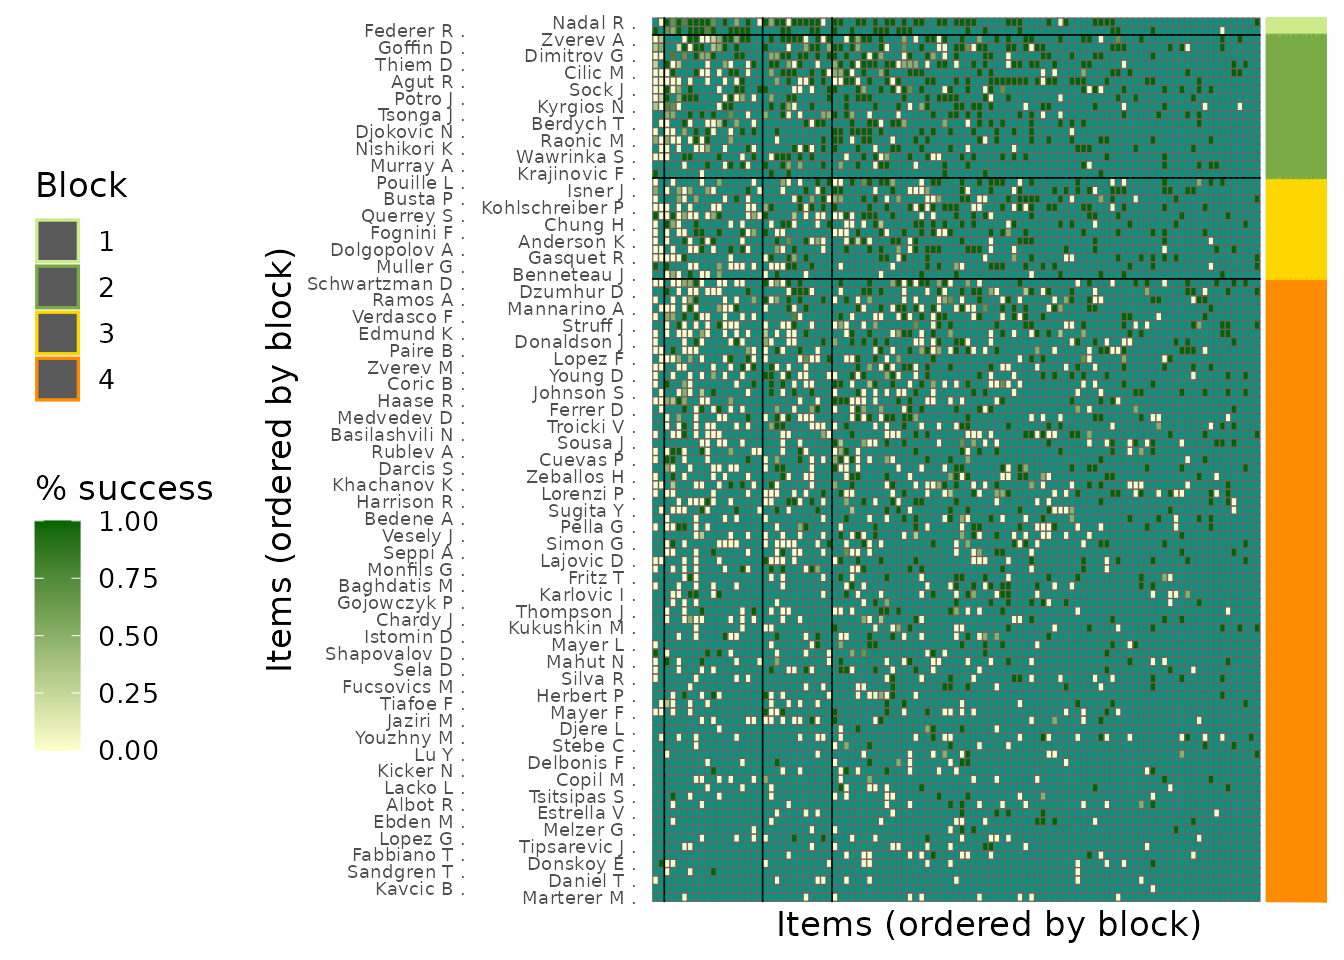 Block
1
2
3
4
% success
1.00
0.75
0.50
0.25
0.00
Items (ordered by block)
Nadal R .
Federer R .
Zverev A .
Goffin D .
Dimitrov G .
Thiem D .
Cilic M .
Agut R .
Sock J .
Potro J .
Kyrgios N .
Tsonga J .
Berdych T .
Djokovic N .
Raonic M .
Nishikori K .
Wawrinka S .
Murray A .
Krajinovic F .
Pouille L .
Isner J .
Busta P .
Kohlschreiber P .
Querrey S .
Chung H .
Fognini F .
Anderson K .
Dolgopolov A .
Gasquet R .
Muller G .
Benneteau J .
Schwartzman D .
Dzumhur D .
Ramos A .
Mannarino A .
Verdasco F .
Struff J .
Edmund K .
Donaldson J .
Paire B .
Lopez F .
Zverev M .
Young D .
Coric B .
Johnson S .
Haase R .
Ferrer D .
Medvedev D .
Troicki V .
Basilashvili N .
Sousa J .
Rublev A .
Cuevas P .
Darcis S .
Zeballos H .
Khachanov K .
Lorenzi P .
Harrison R .
Sugita Y .
Bedene A .
Pella G .
Vesely J .
Simon G .
Seppi A .
Lajovic D .
Monfils G .
Fritz T .
Baghdatis M .
Karlovic I .
Gojowczyk P .
Thompson J .
Chardy J .
Kukushkin M .
Istomin D .
Mayer L .
Shapovalov D .
Mahut N .
Sela D .
Silva R .
Fucsovics M .
Herbert P .
Tiafoe F .
Mayer F .
Jaziri M .
Djere L .
Youzhny M .
Stebe C .
Lu Y .
Delbonis F .
Kicker N .
Copil M .
Lacko L .
Tsitsipas S .
Albot R .
Estrella V .
Ebden M .
Melzer G .
Lopez G .
Tipsarevic J .
Fabbiano T .
Donskoy E .
Sandgren T .
Daniel T .
Kavcic B .
Marterer M .
Items (ordered by block)